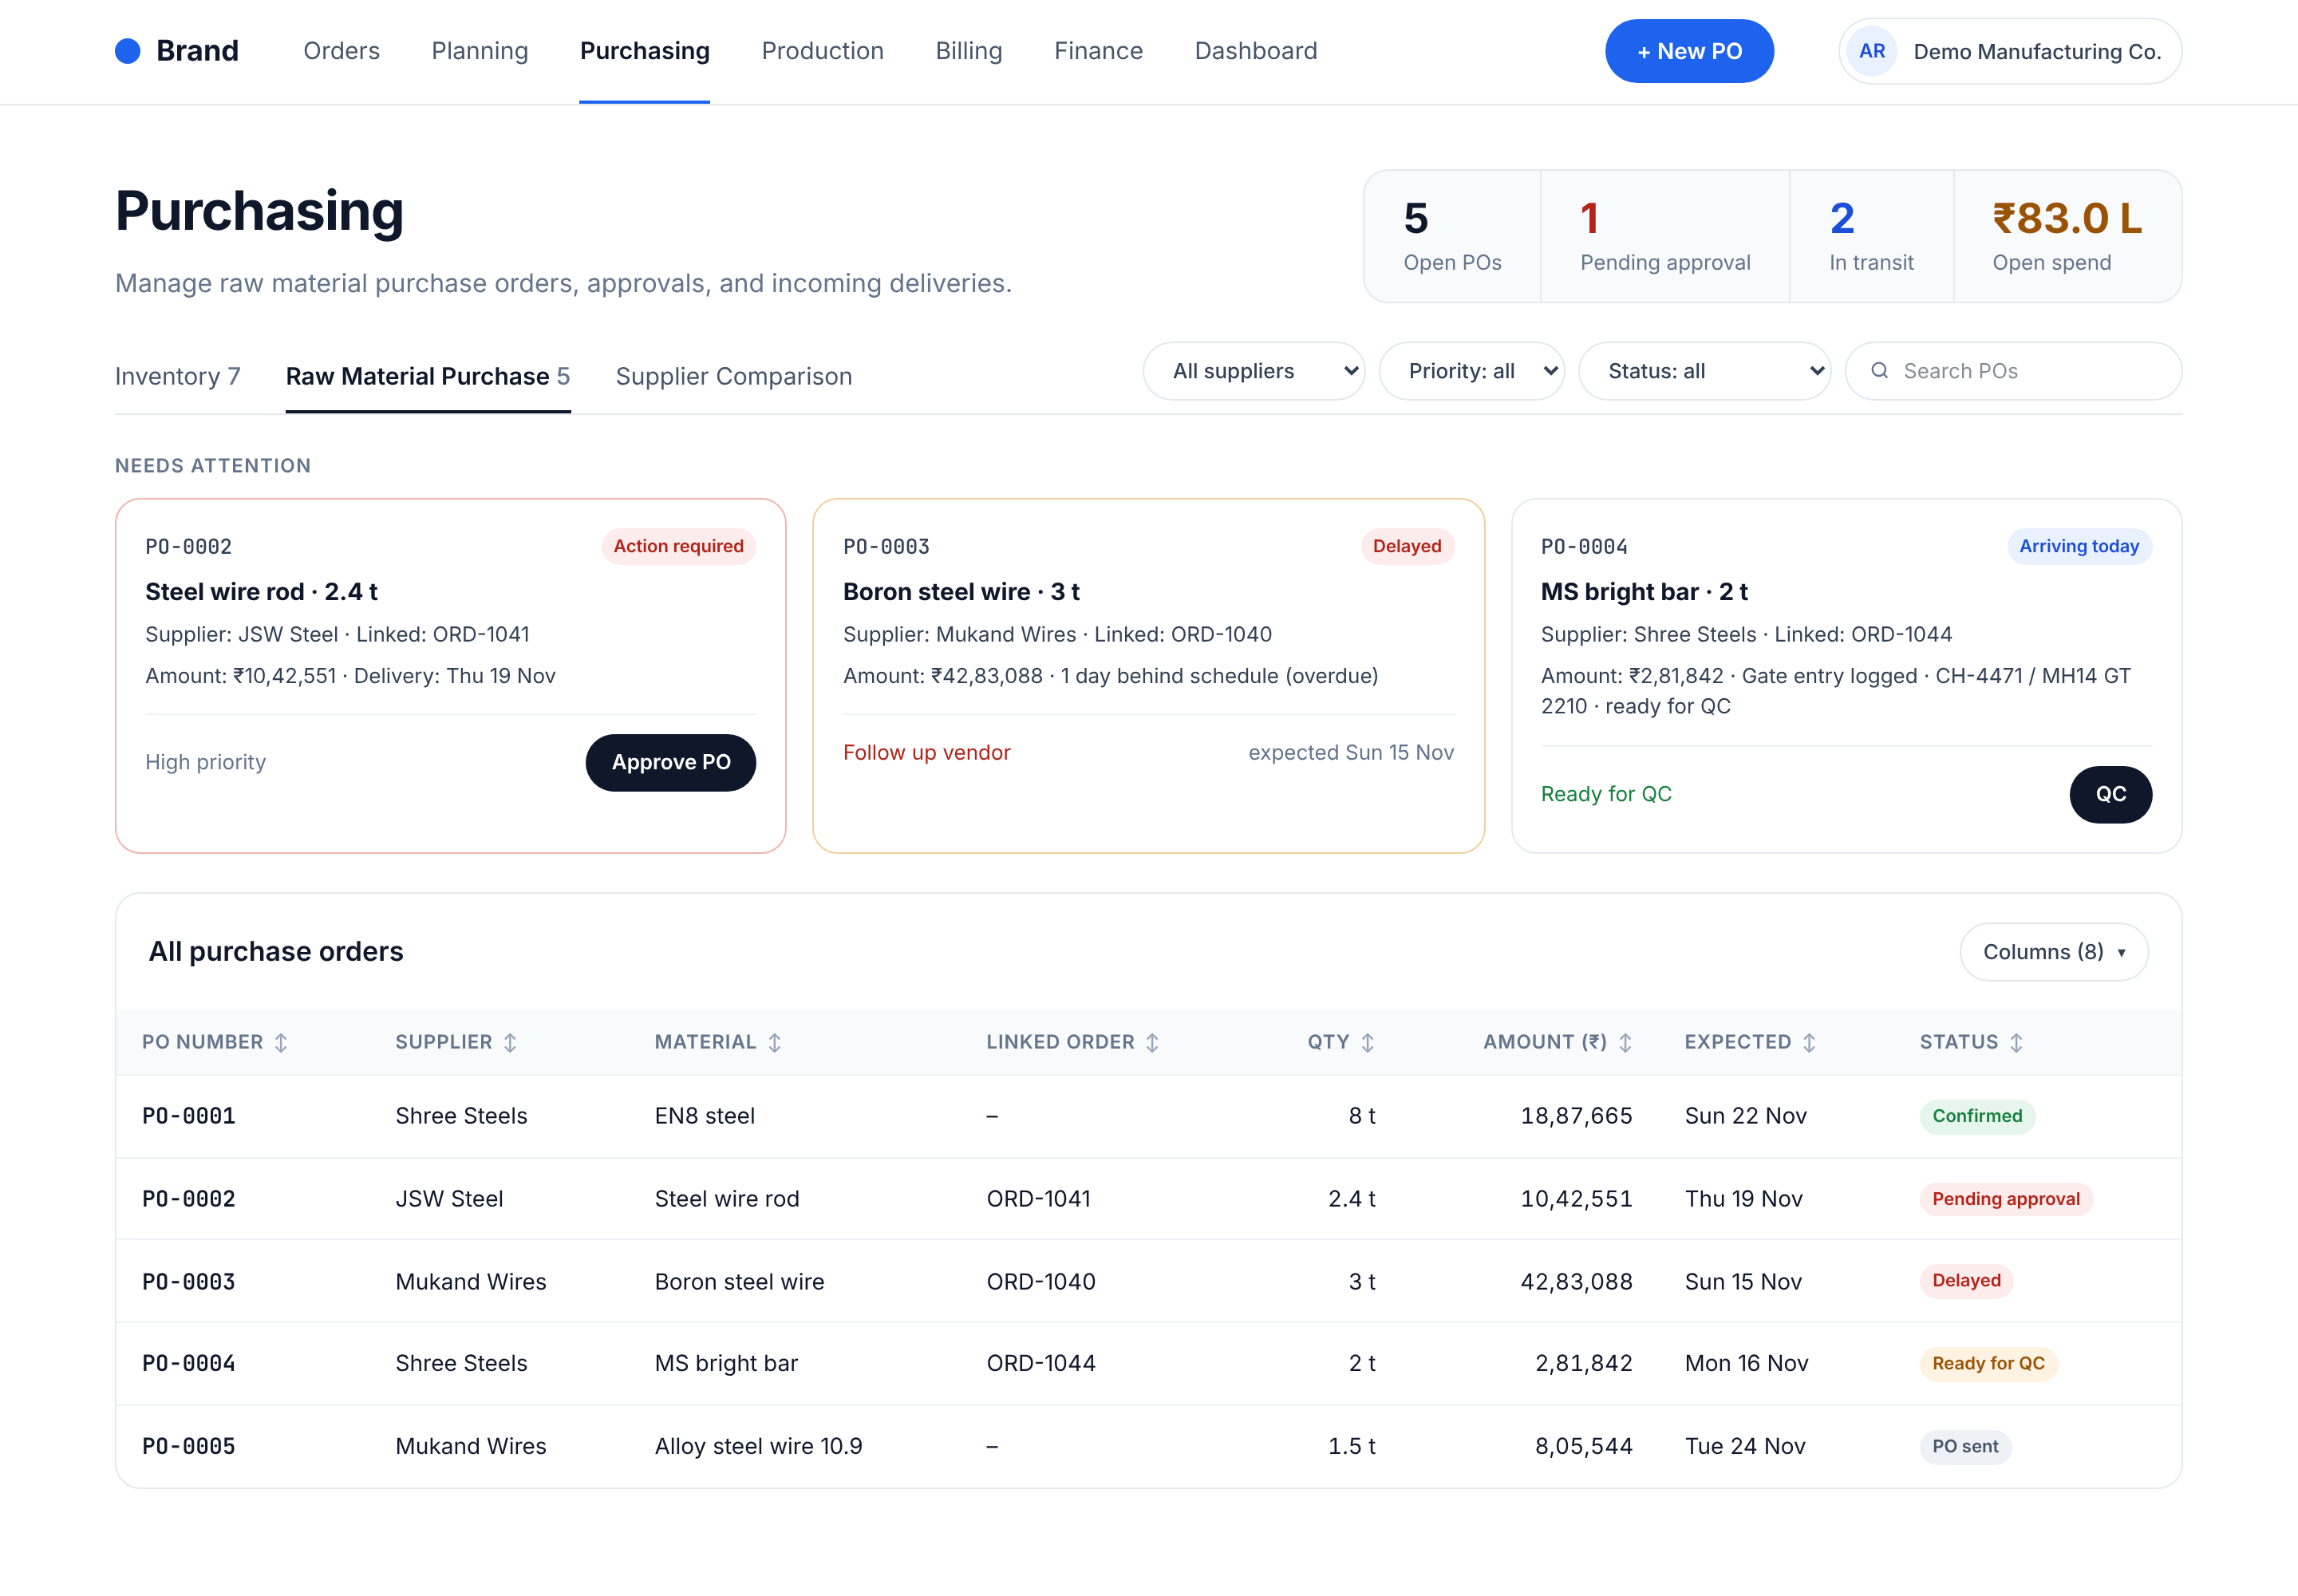 Brand
Orders
Planning
Purchasing
Production
Billing
Finance
Dashboard
+ New PO
AR
Demo Manufacturing Co.
Purchasing
Manage raw material purchase orders, approvals, and incoming deliveries.
5
Open POs
1
Pending approval
2
In transit
₹83.0 L
Open spend
Inventory 7
Raw Material Purchase 5
Supplier Comparison
All suppliers
Priority: all
Status: all
Search POs
NEEDS ATTENTION
PO-0002
Action required
Steel wire rod · 2.4 t
Supplier: JSW Steel · Linked: ORD-1041
Amount: ₹10,42,551 · Delivery: Thu 19 Nov
High priority
Approve PO
PO-0003
Delayed
Boron steel wire · 3 t
Supplier: Mukand Wires · Linked: ORD-1040
Amount: ₹42,83,088 · 1 day behind schedule (overdue)
Follow up vendor
expected Sun 15 Nov
PO-0004
Arriving today
MS bright bar · 2 t
Supplier: Shree Steels · Linked: ORD-1044
Amount: ₹2,81,842 · Gate entry logged · CH-4471 / MH14 GT
2210 · ready for QC
Ready for QC
QC
All purchase orders
Columns (8) ▾
PO NUMBER ↕ SUPPLIER ↕ MATERIAL ↕ LINKED ORDER ↕ QTY ↕ AMOUNT (₹) ↕ EXPECTED ↕ STATUS ↕
PO-0001 Shree Steels EN8 steel – 8 t 18,87,665 Sun 22 Nov Confirmed
PO-0002 JSW Steel Steel wire rod ORD-1041 2.4 t 10,42,551 Thu 19 Nov Pending approval
PO-0003 Mukand Wires Boron steel wire ORD-1040 3 t 42,83,088 Sun 15 Nov Delayed
PO-0004 Shree Steels MS bright bar ORD-1044 2 t 2,81,842 Mon 16 Nov Ready for QC
PO-0005 Mukand Wires Alloy steel wire 10.9 – 1.5 t 8,05,544 Tue 24 Nov PO sent